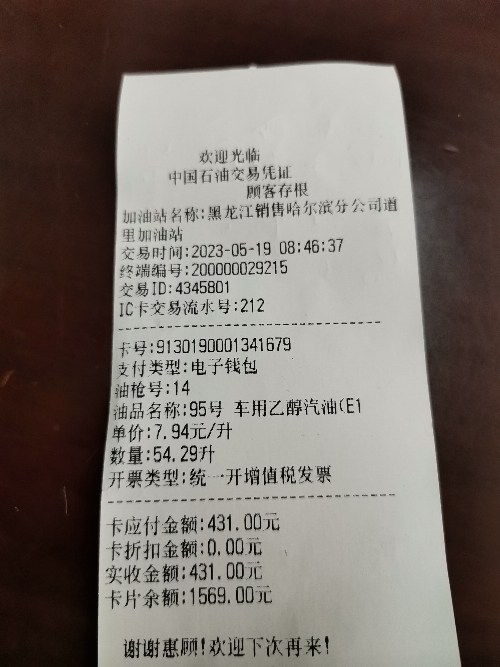 欢迎光临
中国石油交易凭证
顾客存根
加油站名称:黑龙江销售哈尔滨分公司道
里加油站
交易时间:2023-05-19 08:46:37
终端编号:200000029215
交易ID:4345801
IC卡交易流水号:212
卡号:9130190001341679
支付类型:电子钱包
油枪号:14
油品名称:95号 车用乙醇汽油(E1
单价:7.94元/升
数量:54.29升
开票类型:统一开增值税发票
卡应付金额:431.00元
卡折扣金额:0.00元
实收金额:431.00元
卡片余额:1569.00元
谢谢惠顾!欢迎下次再来!